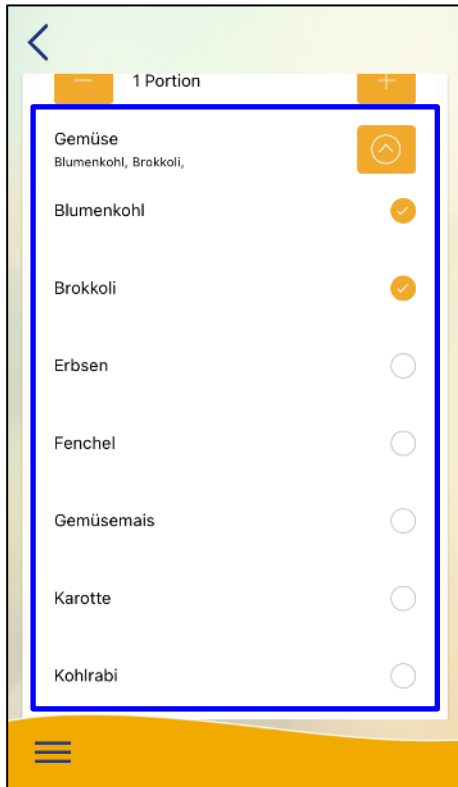 1 Portion
Gemüse
Blumenkohl, Brokkoli,
Blumenkohl
Brokkoli
Erbsen
Fenchel
Gemüsemais
Karotte
Kohlrabi